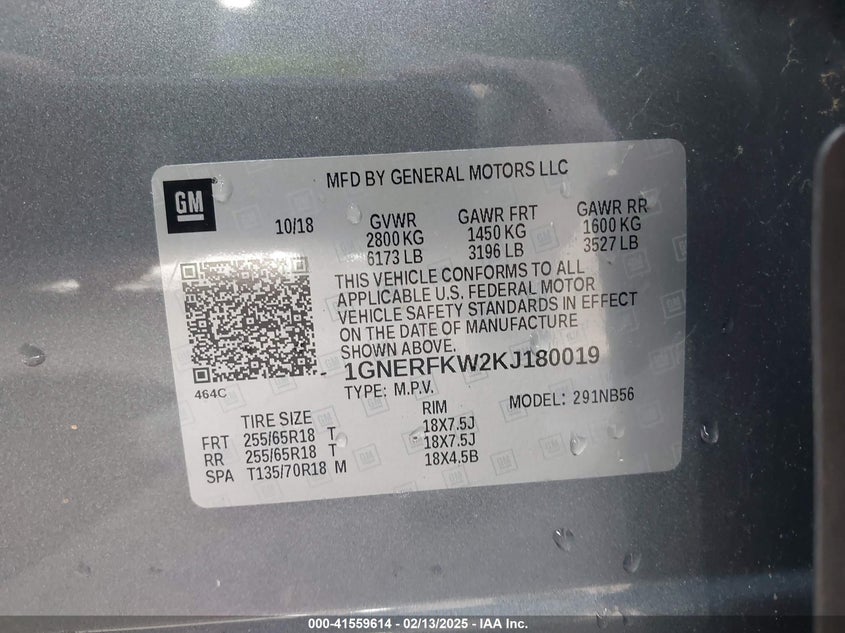 MFD BY GENERAL MOTORS LLC
GM
10/18
GVWR GAWR FRT GAWR RR
2800 KG 1450 KG 1600 KG
6173 LB 3196 LB 3527 LB
THIS VEHICLE CONFORMS TO ALL
APPLICABLE U.S. FEDERAL MOTOR
VEHICLE SAFETY STANDARDS IN EFFECT
ON THE DATE OF MANUFACTURE
SHOWN ABOVE.
1GNERFKW2KJ180019
464C
TYPE: M.P.V.
MODEL: 291NB56
TIRE SIZE RIM
FRT 255/65R18 T 18X7.5J
RR 255/65R18 T 18X7.5J
SPA T135/70R18 M 18X4.5B
000-41559614 - 02/13/2025 - IAA Inc.